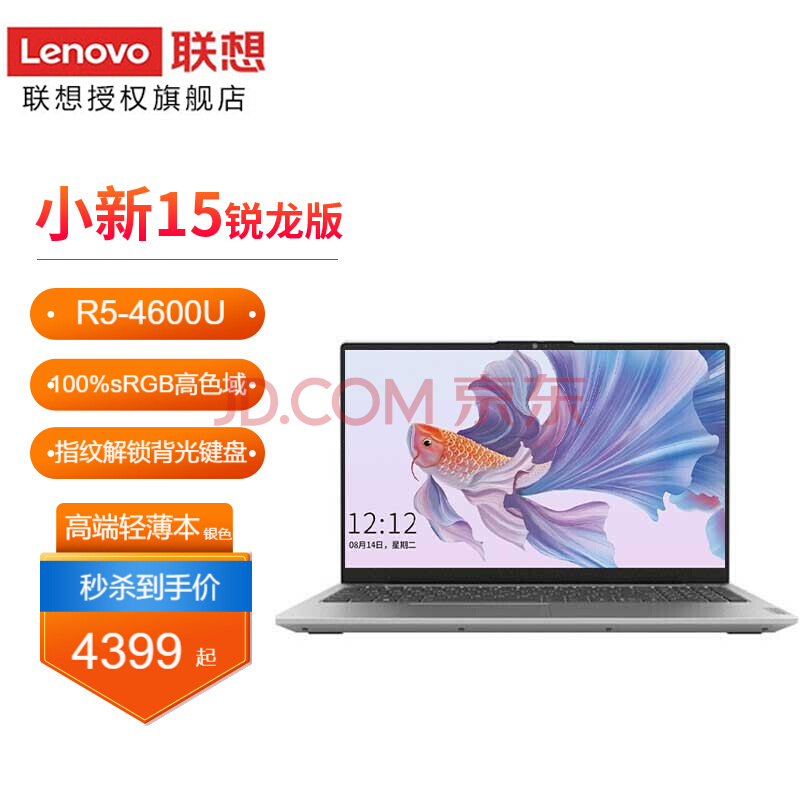 Lenovo 联想
联想授权旗舰店
小新15锐龙版
R5-4600U
100%sRGB高色域
JD.COM 京东
指纹解锁背光键盘
12:12
08月14日，星期二
高端轻薄本 银色
秒杀到手价
4399 起